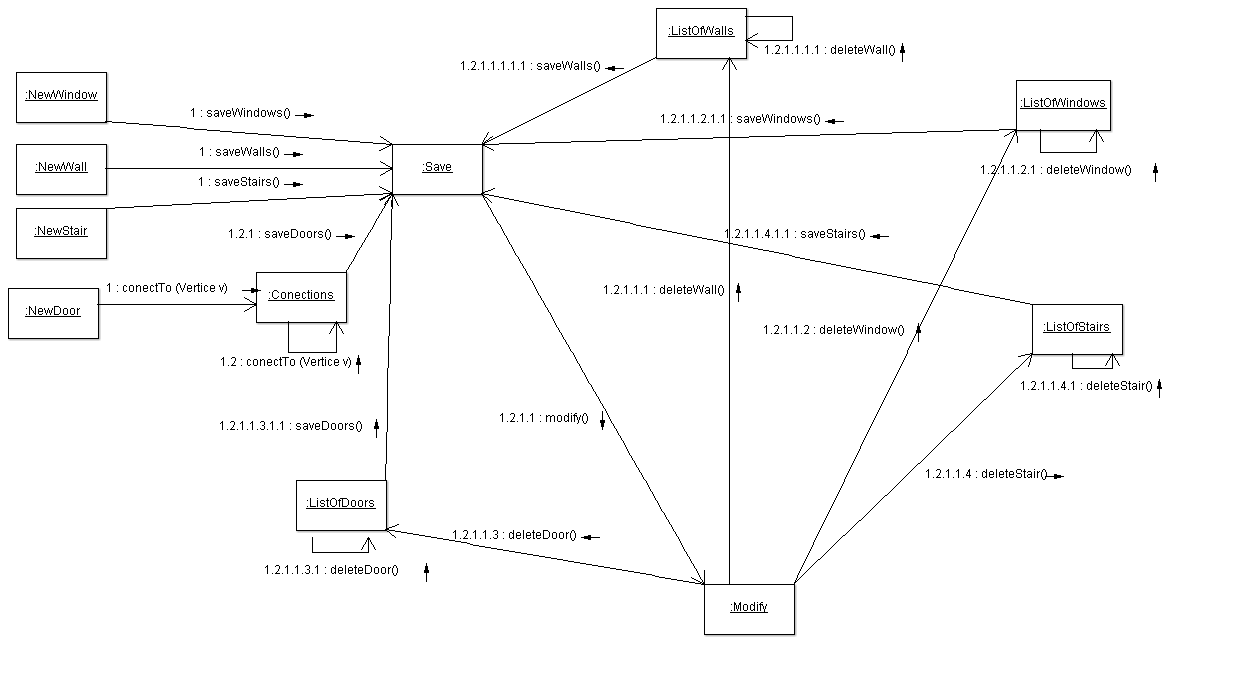 :ListOfWalls
1.2.1.1.1.1 : deleteWall()
1.2.1.1.1.1.1 : saveWalls()
:NewWindow
:ListOfWindows
1 : saveWindows()
1.2.1.1.2.1.1 : saveWindows()
1 : saveWalls()
:NewWall
:Save
1.2.1.1.2.1 : deleteWindow()
1 : saveStairs()
:NewStair
1.2.1 : saveDoors()
1.2.1.1.4.1.1 : saveStairs()
1 : conectTo (Vertice v)
:Conections
1.2.1.1.1 : deleteWall()
:NewDoor
:ListOfStairs
1.2.1.1.2 : deleteWindow()
1.2 : conectTo (Vertice v)
1.2.1.1.4.1 : deleteStair()
1.2.1.1 : modify()
1.2.1.1.3.1.1 : saveDoors()
1.2.1.1.4 : deleteStair()
:ListOfDoors
1.2.1.1.3 : deleteDoor()
1.2.1.1.3.1 : deleteDoor()
:Modify